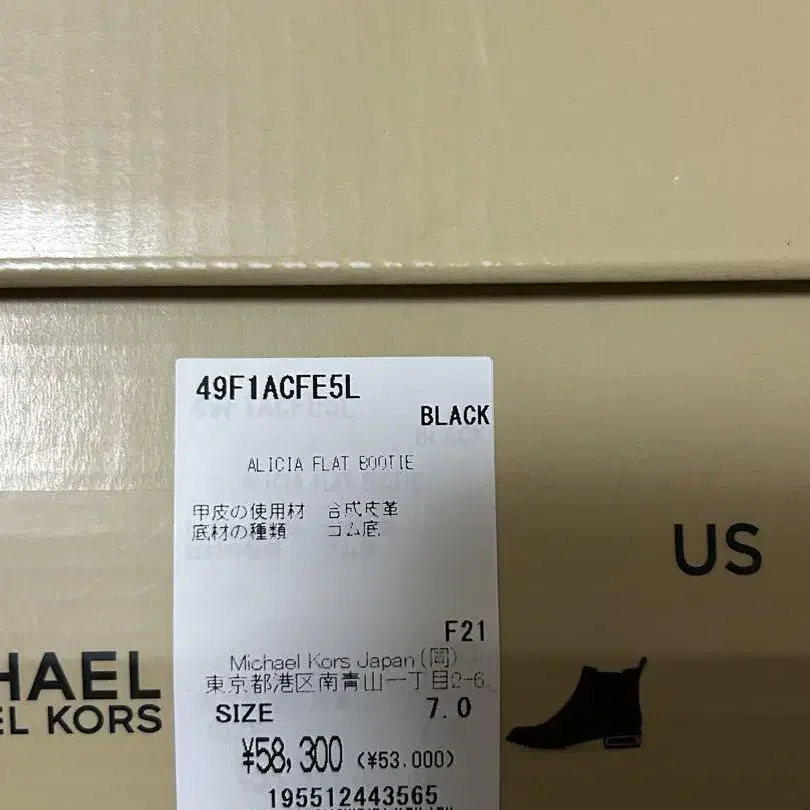 49F1ACFE5L
BLACK
ALICIA FLAT BOOTIE
甲皮の使用材 合成皮革
底材の種類 ゴム底
US
F21
Michael Kors Japan(同)
東京都港区南青山一丁目2-6
HAEL
EL KORS
SIZE 7.0
¥58,300 (¥53.000)
195512443565